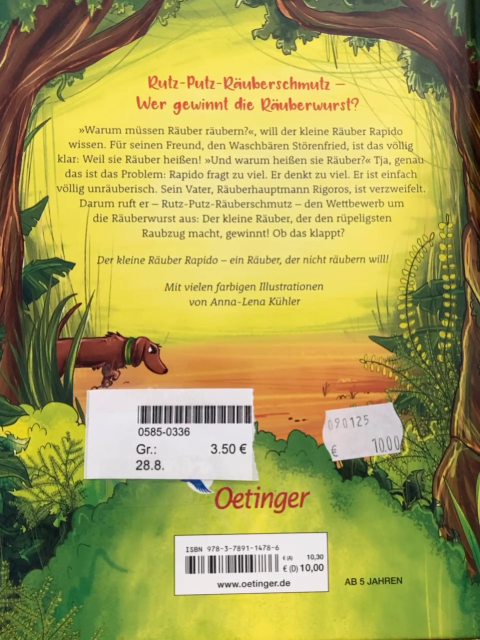 Rutz-Putz-Räuberschmutz –
Wer gewinnt die Räuberwurst?
»Warum müssen Räuber räubern?«, will der kleine Räuber Rapido
wissen. Für seinen Freund, den Waschbären Störenfried, ist das völlig
klar: Weil sie Räuber heißen! »Und warum heißen sie Räuber?« Tja, genau
das ist das Problem: Rapido fragt zu viel. Er denkt zu viel. Er ist einfach
völlig unräuberisch. Sein Vater, Räuberhauptmann Rigoros, ist verzweifelt.
Darum ruft er – Rutz-Putz-Räuberschmutz – den Wettbewerb um
die Räuberwurst aus: Der kleine Räuber, der den rüpeligsten
Raubzug macht, gewinnt! Ob das klappt?
Der kleine Räuber Rapido – ein Räuber, der nicht räubern will!
Mit vielen farbigen Illustrationen
von Anna-Lena Kühler
0585-0336
Gr.: 3.50 €
28.8.
090125
€ 10.00
Oetinger
ISBN 978-3-7891-1478-6
€ (A) 10,30
€ (D) 10,00
www.oetinger.de
AB 5 JAHREN